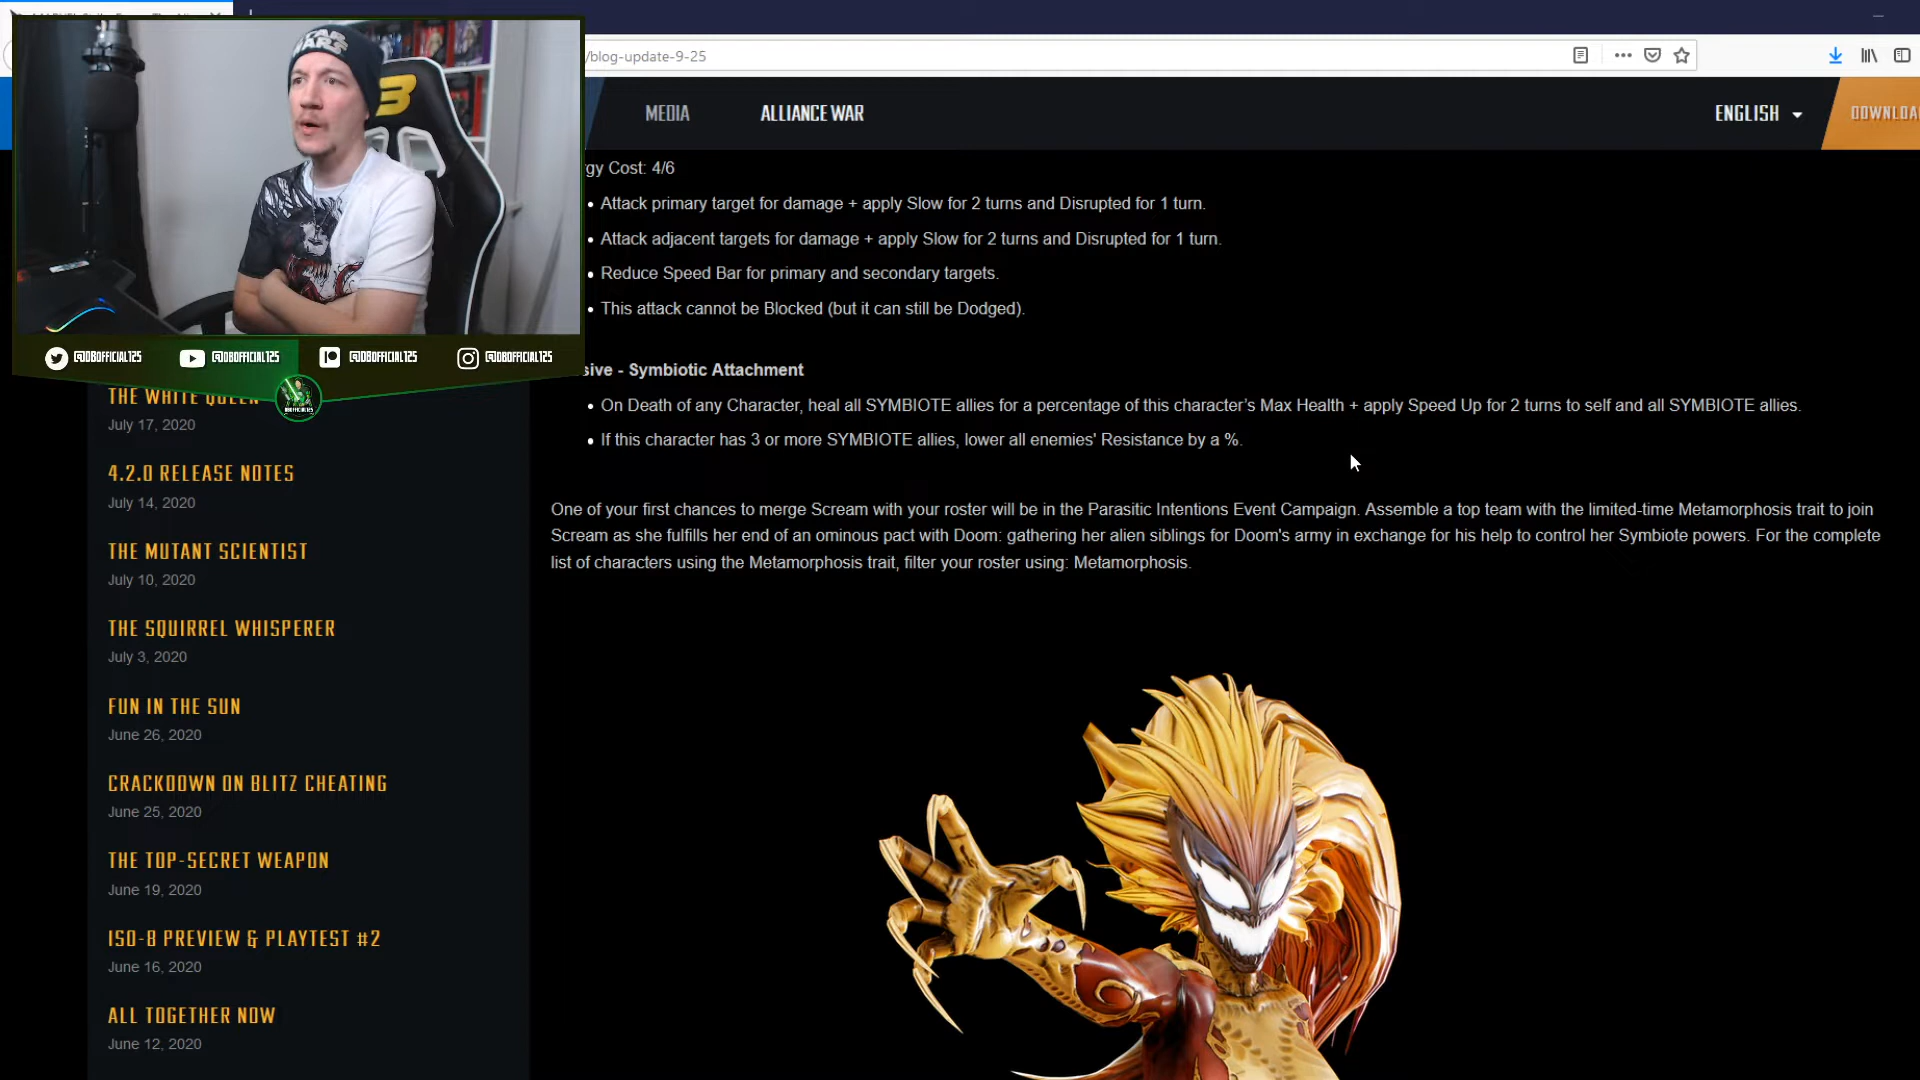 /blog-update-9-25
MEDIA
ALLIANCE WAR
ENGLISH
DOWNLOA
STAR WARS
3
@DBOFFICIAL125
@DBOFFICIAL125
@DBOFFICIAL125
@DBOFFICIAL125
gy Cost: 4/6
Attack primary target for damage + apply Slow for 2 turns and Disrupted for 1 turn.
Attack adjacent targets for damage + apply Slow for 2 turns and Disrupted for 1 turn.
Reduce Speed Bar for primary and secondary targets.
This attack cannot be Blocked (but it can still be Dodged).
sive - Symbiotic Attachment
On Death of any Character, heal all SYMBIOTE allies for a percentage of this character's Max Health + apply Speed Up for 2 turns to self and all SYMBIOTE allies.
If this character has 3 or more SYMBIOTE allies, lower all enemies' Resistance by a %.
One of your first chances to merge Scream with your roster will be in the Parasitic Intentions Event Campaign. Assemble a top team with the limited-time Metamorphosis trait to join
Scream as she fulfills her end of an ominous pact with Doom: gathering her alien siblings for Doom's army in exchange for his help to control her Symbiote powers. For the complete
list of characters using the Metamorphosis trait, filter your roster using: Metamorphosis.
THE WHITE QUEEN
July 17, 2020
4.2.0 RELEASE NOTES
July 14, 2020
THE MUTANT SCIENTIST
July 10, 2020
THE SQUIRREL WHISPERER
July 3, 2020
FUN IN THE SUN
June 26, 2020
CRACKDOWN ON BLITZ CHEATING
June 25, 2020
THE TOP-SECRET WEAPON
June 19, 2020
ISO-8 PREVIEW & PLAYTEST #2
June 16, 2020
ALL TOGETHER NOW
June 12, 2020